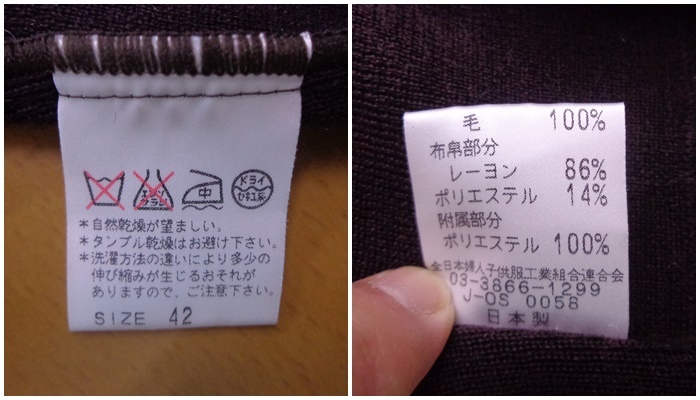 エンソ
サラシ
中
ドライ
セキユ系
*自然乾燥が望ましい。
*タンブル乾燥はお避け下さい。
*洗濯方法の違いにより多少の
伸び縮みが生じるおそれが
ありますので、ご注意下さい。
SIZE 42
毛 100%
布帛部分
レーヨン 86%
ポリエステル 14%
附属部分
ポリエステル 100%
全日本婦人子供服工業組合連合会
03-3866-1299
J-OS 0058
日本製